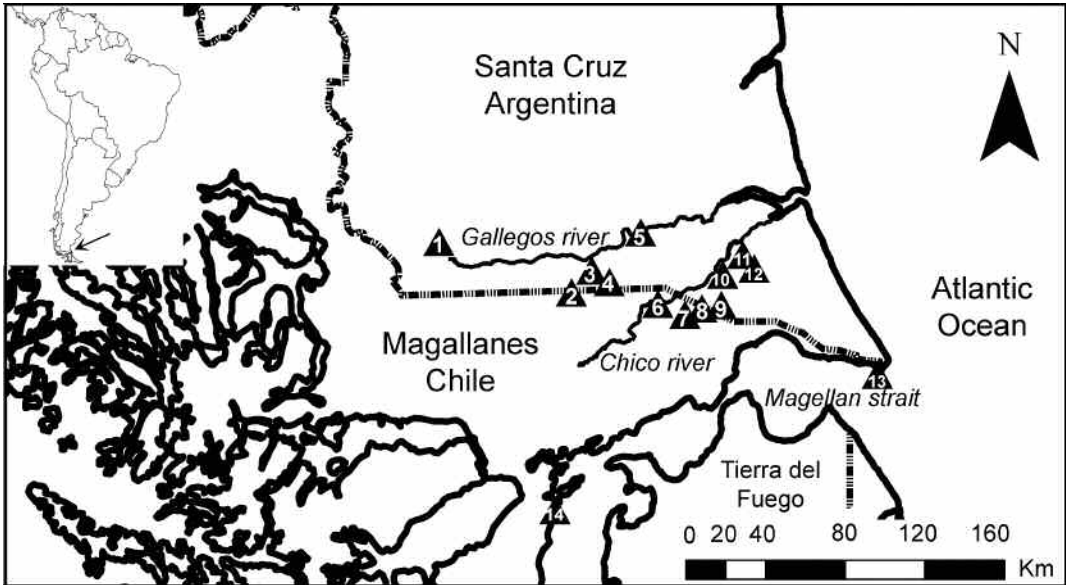 Santa Cruz
Argentina
N
1
Gallegos river
5
11
12
10
3
4
2
6
7
8
9
Atlantic
Ocean
Magallanes
Chile
Chico river
13
Magellan strait
Tierra del
Fuego
14
0 20 40 80 120 160
Km